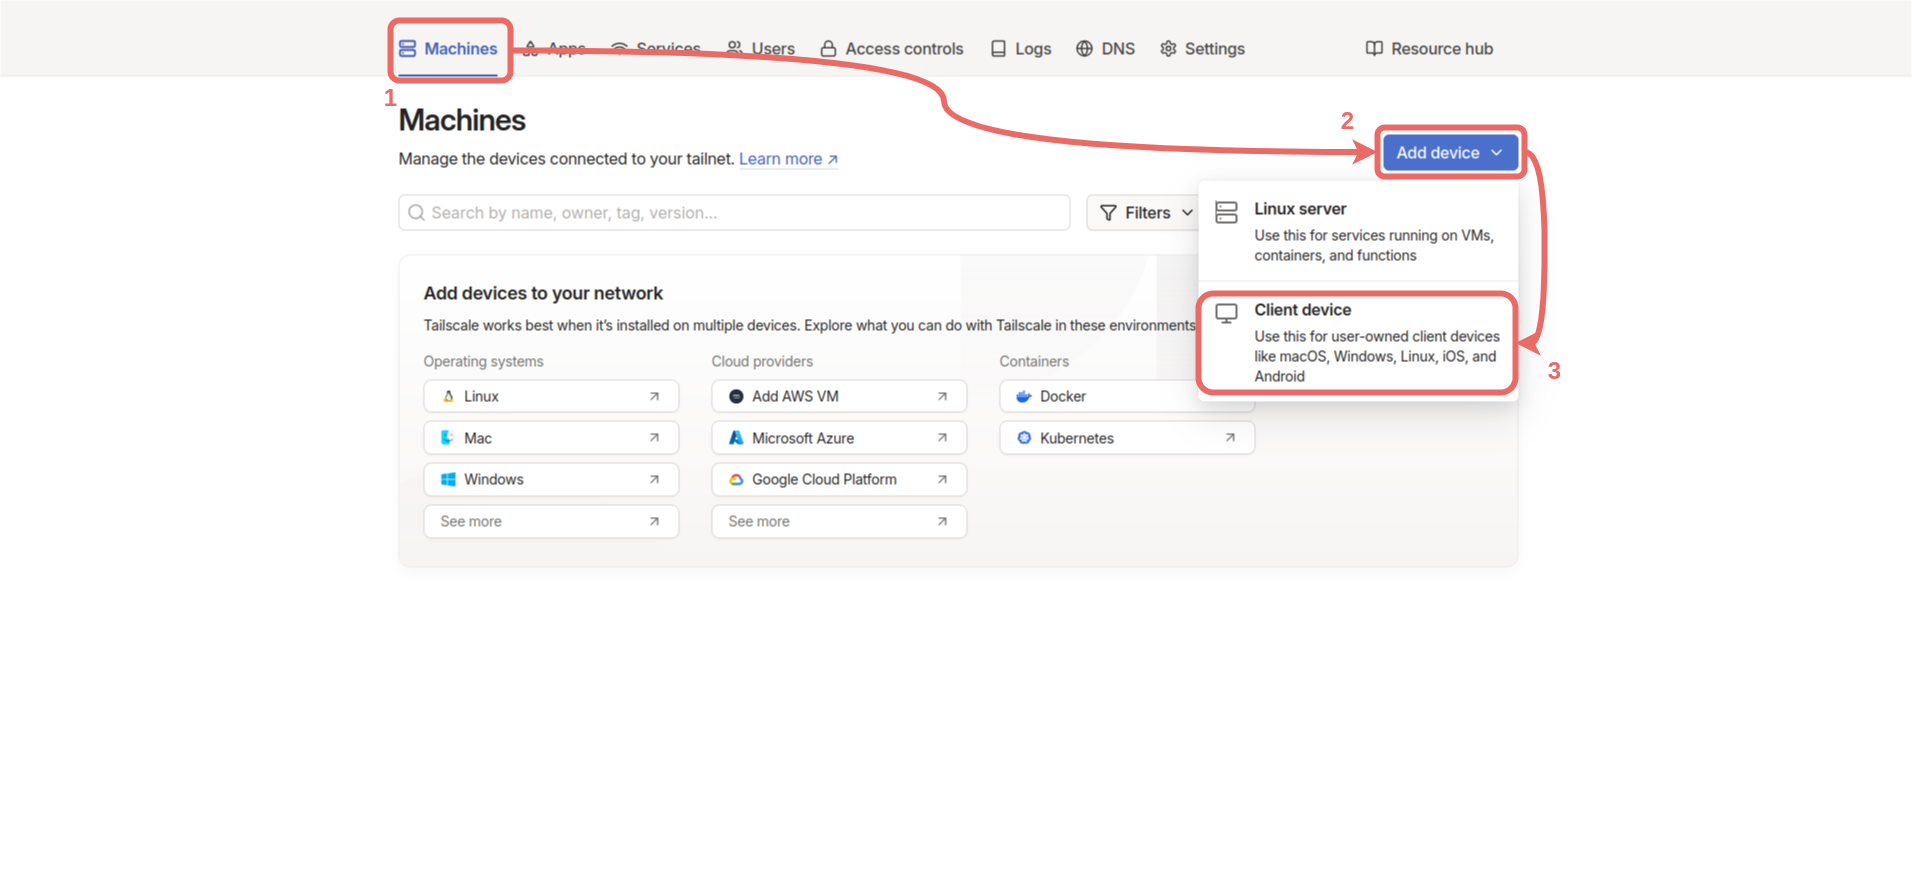 Machines
Apps
Services
Users
Access controls
Logs
DNS
Settings
Resource hub
1
Machines
2
Manage the devices connected to your tailnet. Learn more
Add device
Search by name, owner, tag, version...
Filters
Linux server
Use this for services running on VMs,
containers, and functions
Client device
Use this for user-owned client devices
like macOS, Windows, Linux, iOS, and
Android
3
Add devices to your network
Tailscale works best when it's installed on multiple devices. Explore what you can do with Tailscale in these environments
Operating systems
Linux
Mac
Windows
See more
Cloud providers
Add AWS VM
Microsoft Azure
Google Cloud Platform
See more
Containers
Docker
Kubernetes